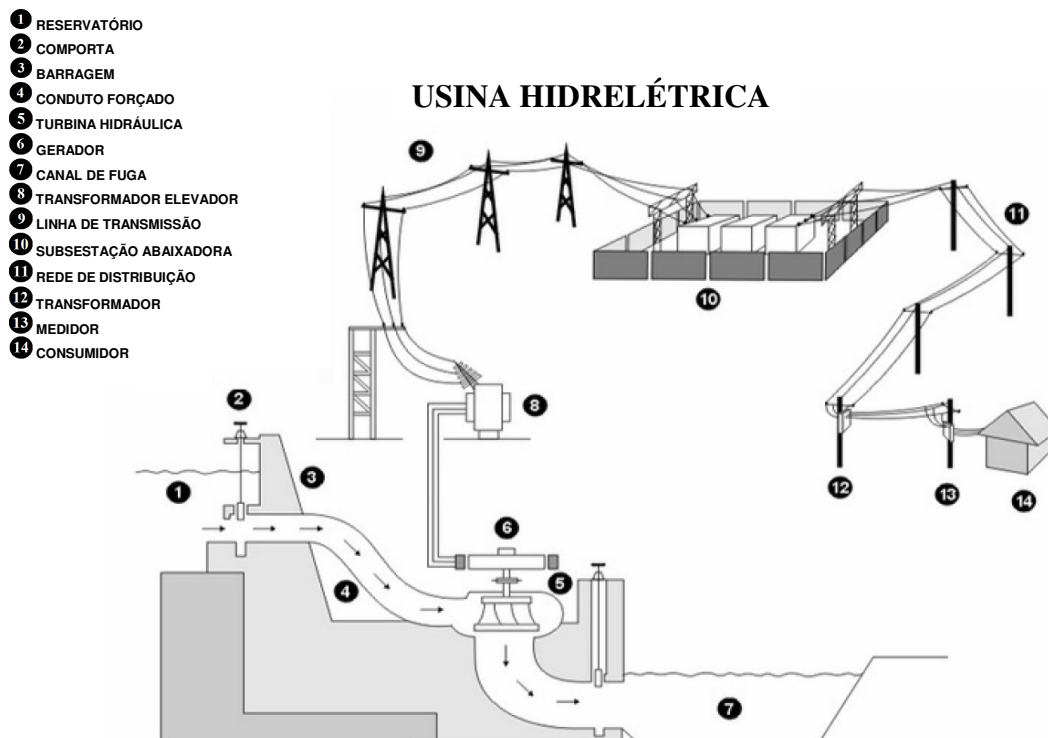 1 RESERVATÓRIO
2 COMPORTA
3 BARRAGEM
4 CONDUTO FORÇADO
5 TURBINA HIDRÁULICA
6 GERADOR
7 CANAL DE FUGA
8 TRANSFORMADOR ELEVADOR
9 LINHA DE TRANSMISSÃO
10 SUBSESTAÇÃO ABAIXADORA
11 REDE DE DISTRIBUIÇÃO
12 TRANSFORMADOR
13 MEDIDOR
14 CONSUMIDOR
USINA HIDRELÉTRICA
9
11
10
2
8
3
1
12
13
14
6
5
4
7